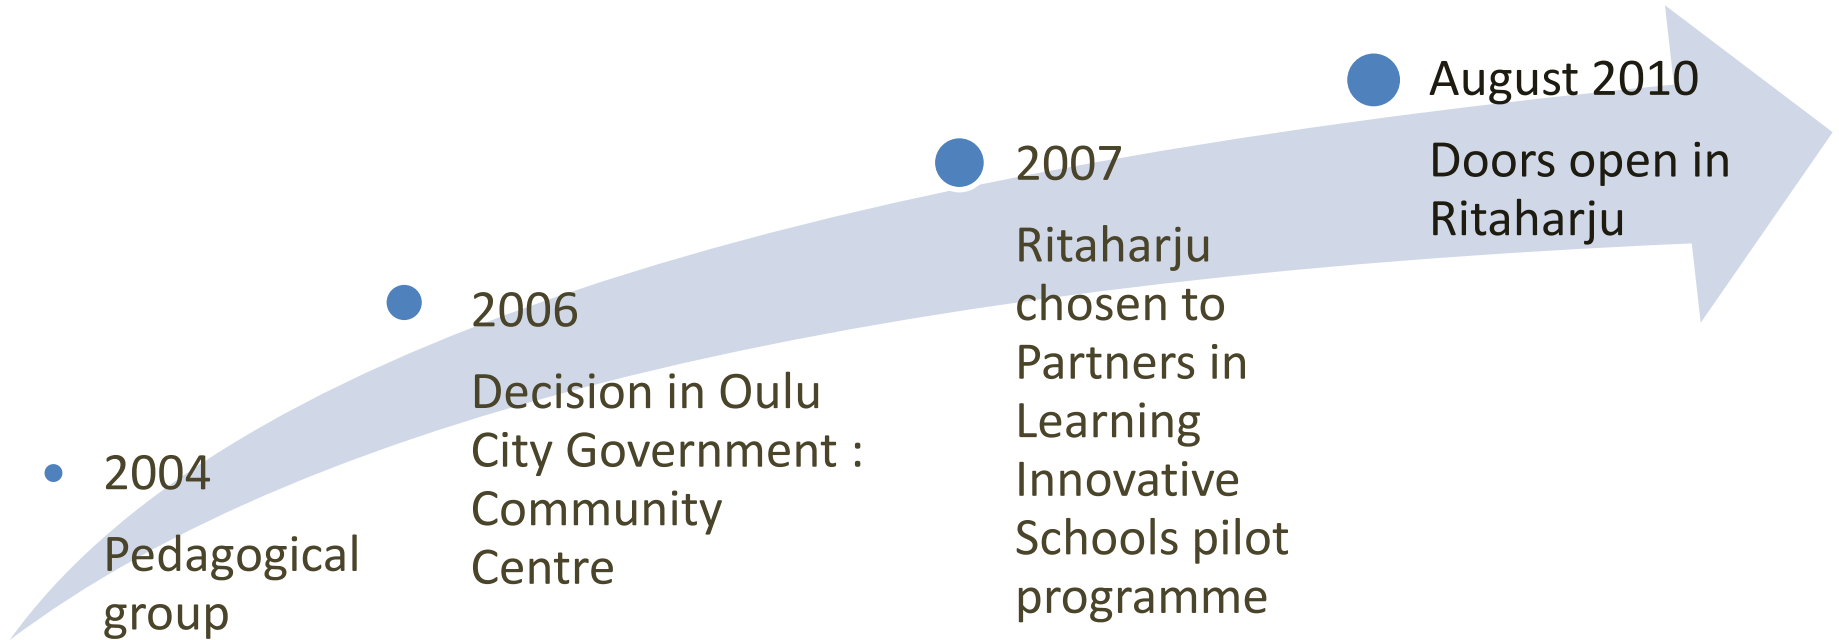 2004
Pedagogical
group
2006
Decision in Oulu
City Government :
Community
Centre
2007
Ritaharju
chosen to
Partners in
Learning
Innovative
Schools pilot
programme
August 2010
Doors open in
Ritaharju